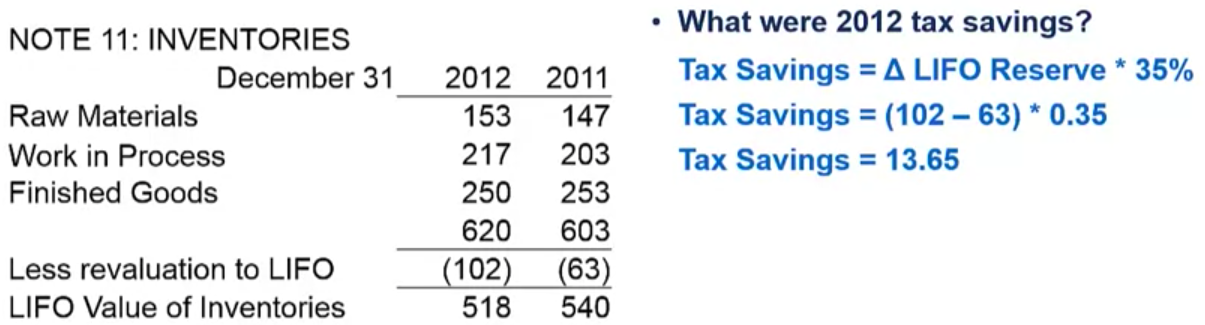 NOTE 11: INVENTORIES
December 31 2012 2011
Raw Materials 153 147
Work in Process 217 203
Finished Goods 250 253
620 603
Less revaluation to LIFO (102) (63)
LIFO Value of Inventories 518 540
• What were 2012 tax savings?
Tax Savings = Δ LIFO Reserve * 35%
Tax Savings = (102 – 63) * 0.35
Tax Savings = 13.65